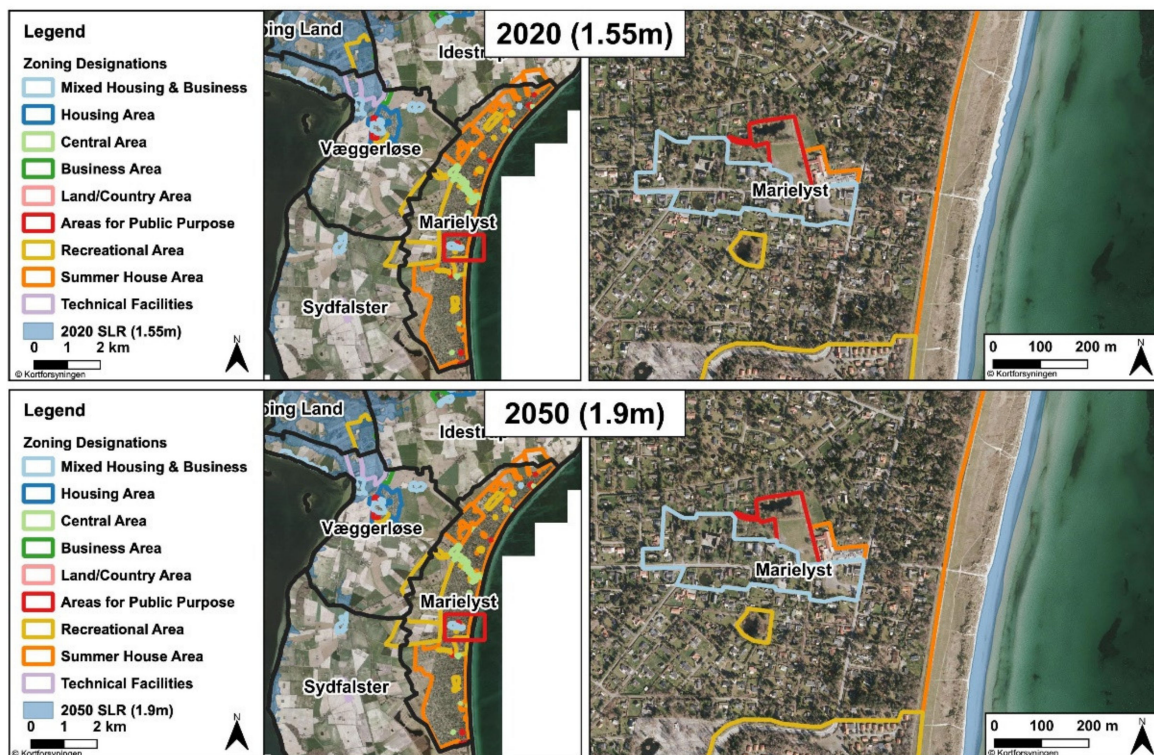 2020 (1.55m)
Legend
Zoning Designations
Mixed Housing & Business
Housing Area
Central Area
Business Area
Land/Country Area
Areas for Public Purpose
Recreational Area
Summer House Area
Technical Facilities
2020 SLR (1.55m)
0 1 2 km
N
© Kortforsyningen
ping Land
Idestrup
Væggerløse
Marielyst
Sydfalster
Marielyst
0 100 200 m
N
© Kortforsyningen
2050 (1.9m)
Legend
Zoning Designations
Mixed Housing & Business
Housing Area
Central Area
Business Area
Land/Country Area
Areas for Public Purpose
Recreational Area
Summer House Area
Technical Facilities
2050 SLR (1.9m)
0 1 2 km
N
© Kortforsyningen
ping Land
Væggerløse
Marielyst
Sydfalster
Marielyst
0 100 200 m
N
© Kortforsyningen